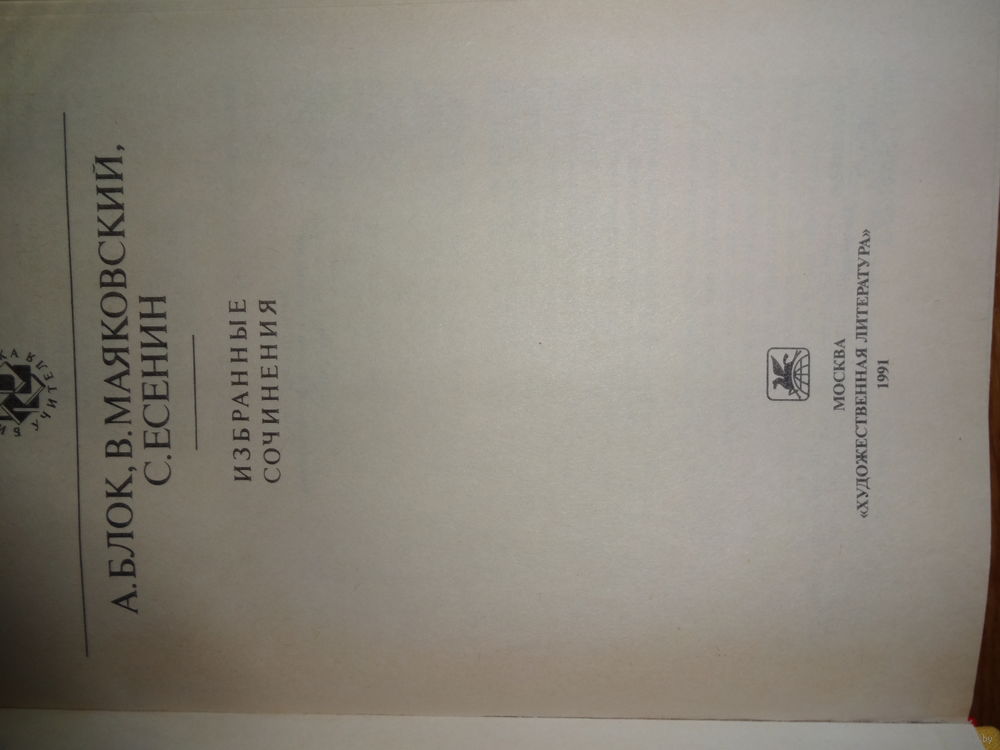 А.БЛОК, В.МАЯКОВСКИЙ,
С.ЕСЕНИН
ИЗБРАННЫЕ
СОЧИНЕНИЯ
МОСКВА
«ХУДОЖЕСТВЕННАЯ ЛИТЕРАТУРА»
1991